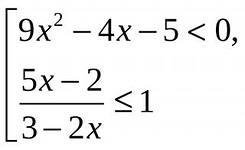 9x² − 4x − 5 < 0,
(5x − 2)/(3 − 2x) ≤ 1